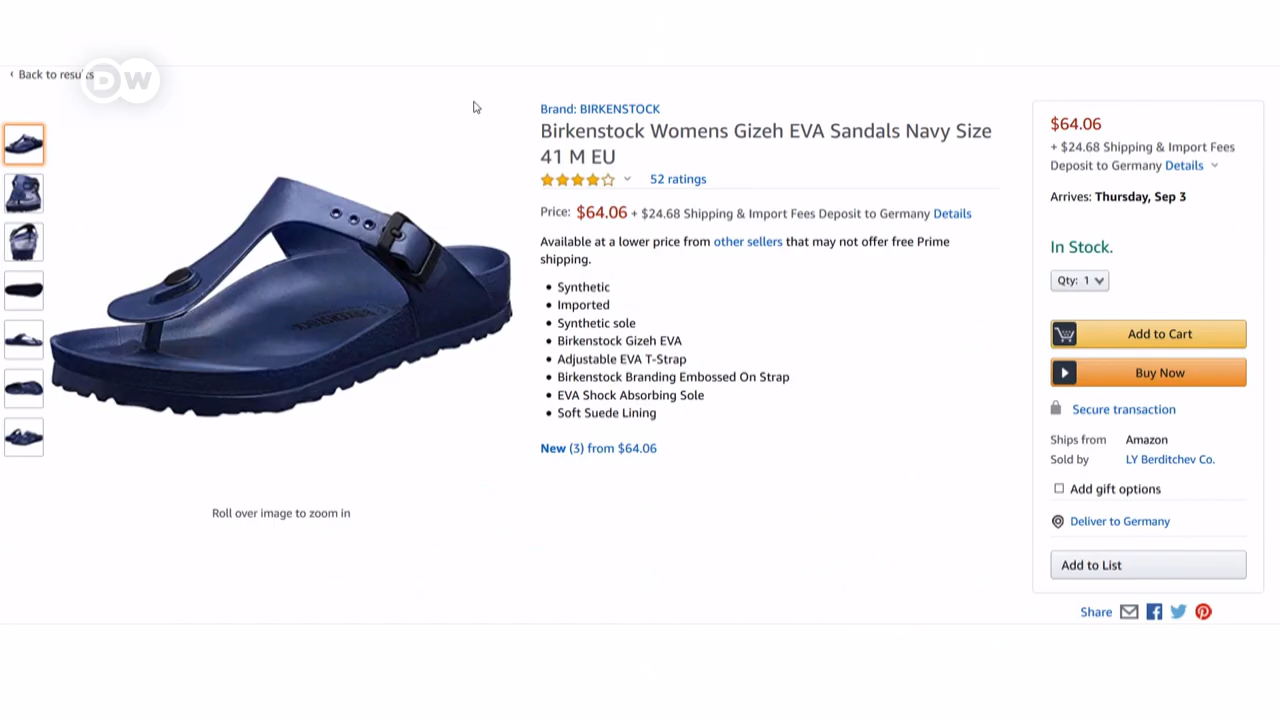 ‹ Back to results
DW
Brand: BIRKENSTOCK
Birkenstock Womens Gizeh EVA Sandals Navy Size
41 M EU
52 ratings
Price: $64.06 + $24.68 Shipping & Import Fees Deposit to Germany Details
Available at a lower price from other sellers that may not offer free Prime
shipping.
• Synthetic
• Imported
• Synthetic sole
• Birkenstock Gizeh EVA
• Adjustable EVA T-Strap
• Birkenstock Branding Embossed On Strap
• EVA Shock Absorbing Sole
• Soft Suede Lining
New (3) from $64.06
Roll over image to zoom in
$64.06
+ $24.68 Shipping & Import Fees
Deposit to Germany Details
Arrives: Thursday, Sep 3
In Stock.
Qty: 1
Add to Cart
Buy Now
Secure transaction
Ships from Amazon
Sold by LY Berditchev Co.
Add gift options
Deliver to Germany
Add to List
Share